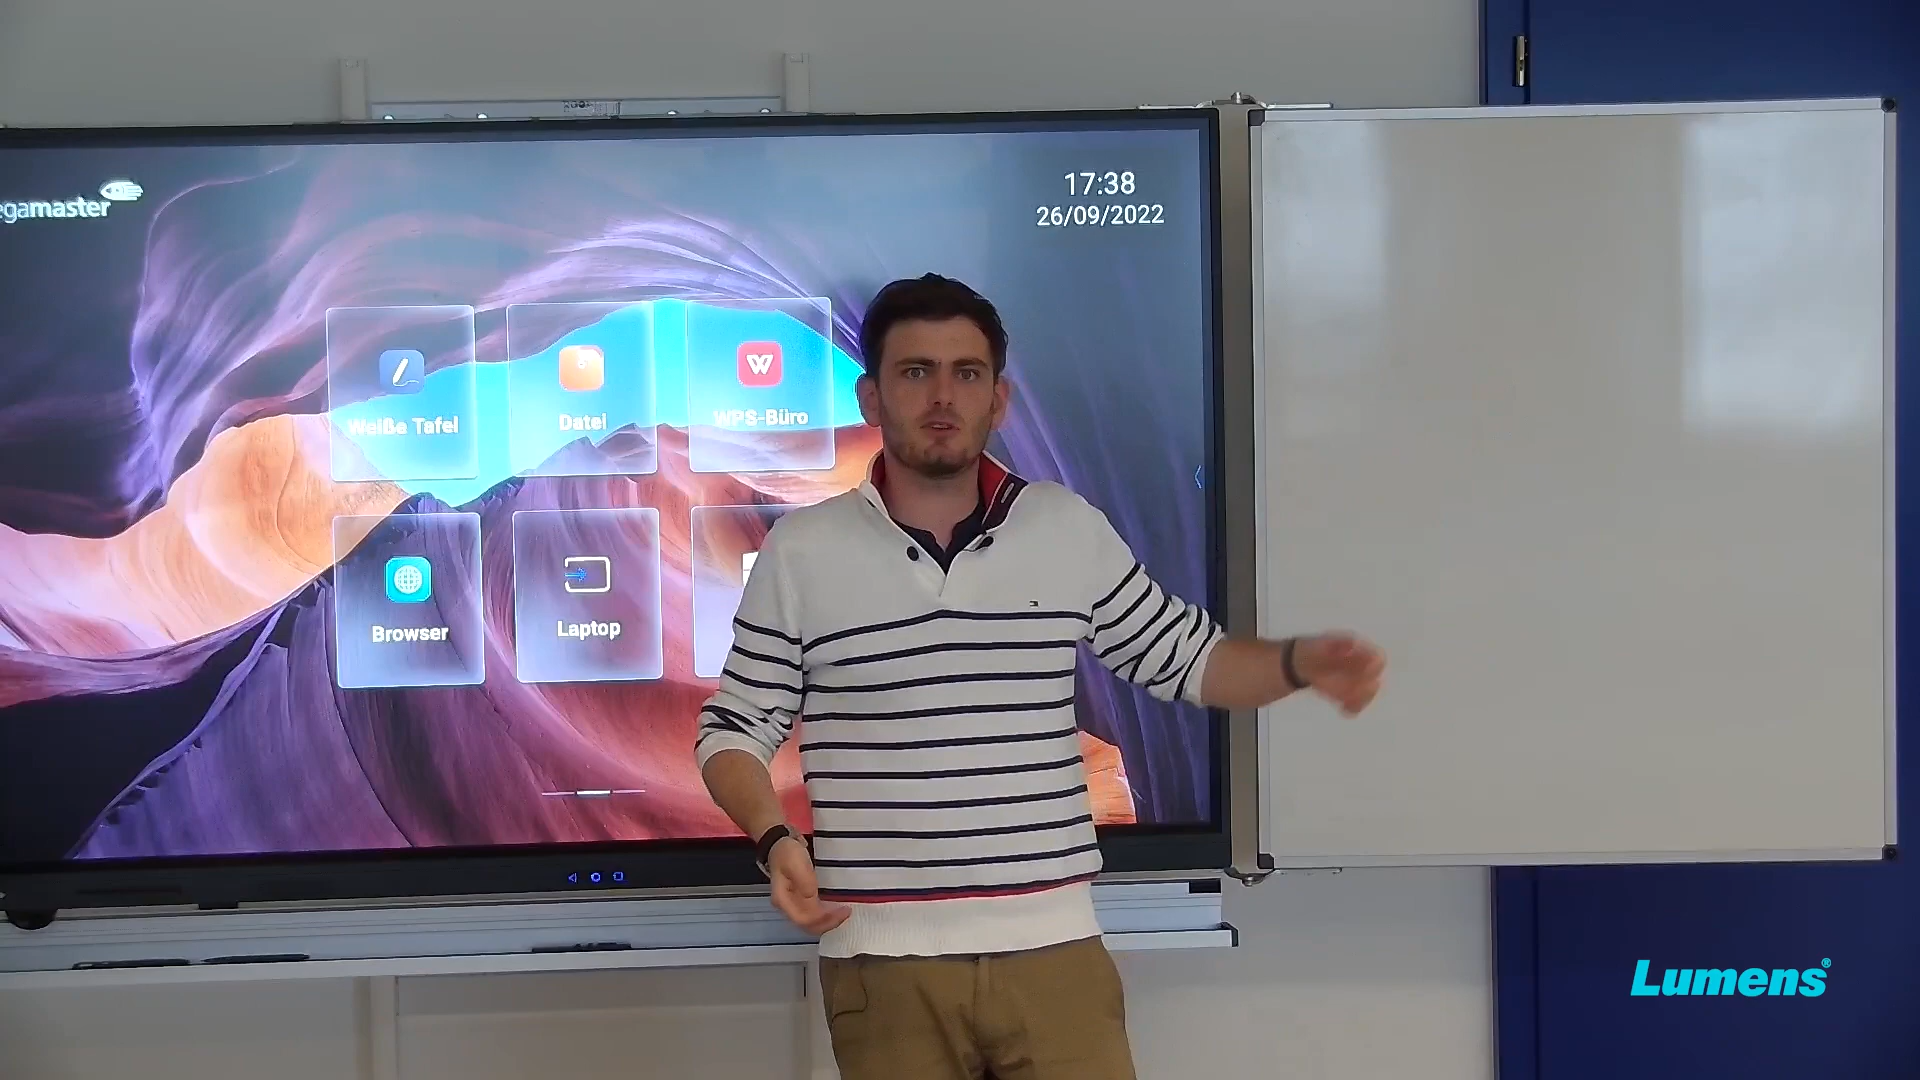 egamaster
17:38
26/09/2022
Weiße Tafel
Datei
WPS-Büro
Browser
Laptop
Lumens®